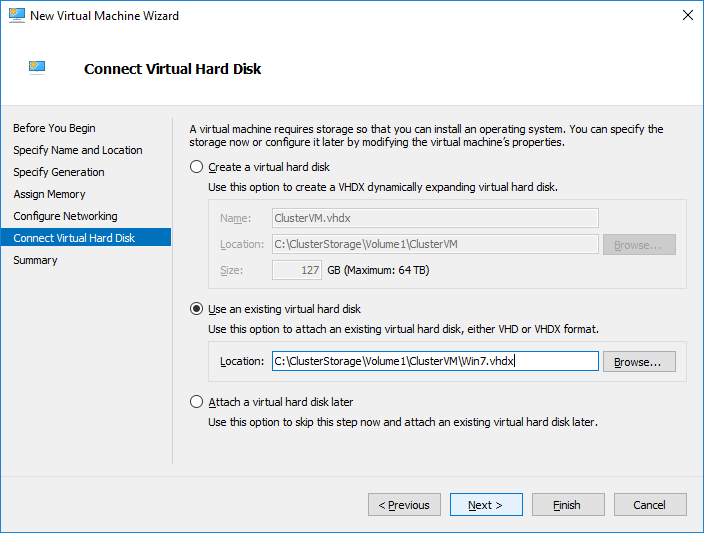 New Virtual Machine Wizard
Connect Virtual Hard Disk
Before You Begin
Specify Name and Location
Specify Generation
Assign Memory
Configure Networking
Connect Virtual Hard Disk
Summary
A virtual machine requires storage so that you can install an operating system. You can specify the
storage now or configure it later by modifying the virtual machine's properties.
Create a virtual hard disk
Use this option to create a VHDX dynamically expanding virtual hard disk.
Name: ClusterVM.vhdx
Location: C:\ClusterStorage\Volume1\ClusterVM Browse...
Size: 127 GB (Maximum: 64 TB)
Use an existing virtual hard disk
Use this option to attach an existing virtual hard disk, either VHD or VHDX format.
Location: C:\ClusterStorage\Volume1\ClusterVM\Win7.vhdx Browse...
Attach a virtual hard disk later
Use this option to skip this step now and attach an existing virtual hard disk later.
< Previous Next > Finish Cancel